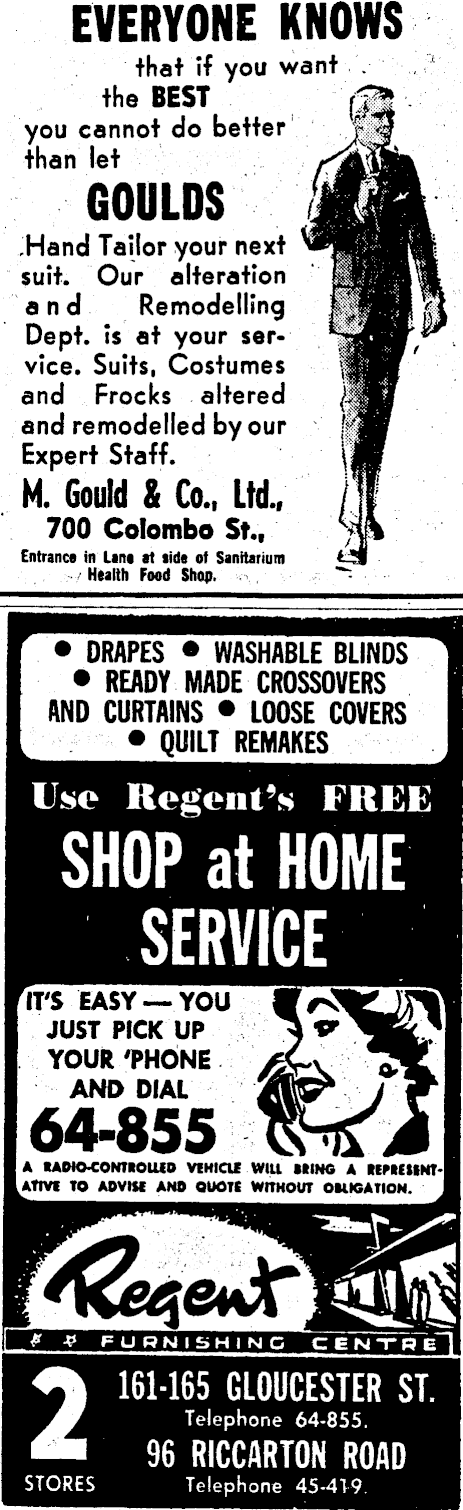 EVERYONE KNOWS
that if you want
the BEST
you cannot do better
than let
GOULDS
Hand Tailor your next
suit. Our alteration
and Remodelling
Dept. is at your ser-
vice. Suits, Costumes
and Frocks altered
and remodelled by our
Expert Staff.
M. Gould & Co., Ltd.,
700 Colombo St.,
Entrance in Lane at side of Sanitarium
Health Food Shop.
• DRAPES • WASHABLE BLINDS
• READY MADE CROSSOVERS
AND CURTAINS • LOOSE COVERS
• QUILT REMAKES
Use Regent's FREE
SHOP at HOME
SERVICE
IT'S EASY — YOU
JUST PICK UP
YOUR 'PHONE
AND DIAL
64-855
A RADIO-CONTROLLED VEHICLE WILL BRING A REPRESENT-
ATIVE TO ADVISE AND QUOTE WITHOUT OBLIGATION.
Regent
FURNISHING CENTRE
2
STORES
161-165 GLOUCESTER ST.
Telephone 64-855.
96 RICCARTON ROAD
Telephone 45-419.